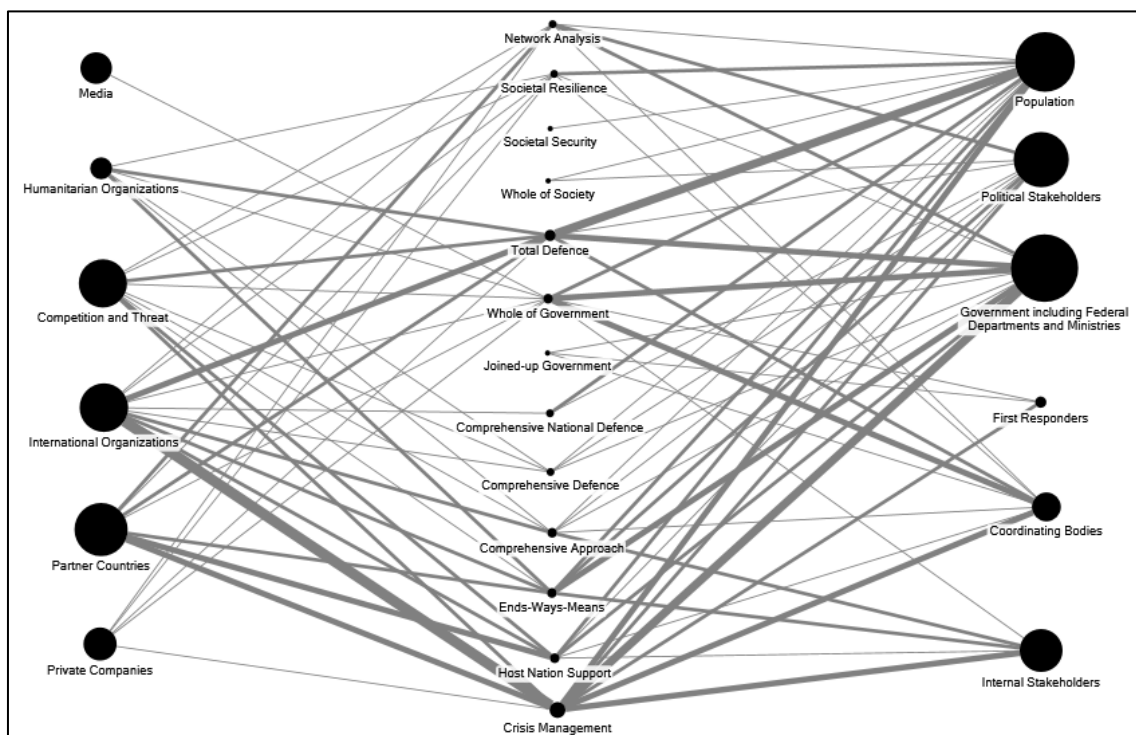 Media
Humanitarian Organizations
Competition and Threat
International Organizations
Partner Countries
Private Companies
Network Analysis
Societal Resilience
Societal Security
Whole of Society
Total Defence
Whole of Government
Joined-up Government
Comprehensive National Defence
Comprehensive Defence
Comprehensive Approach
Ends-Ways-Means
Host Nation Support
Crisis Management
Population
Political Stakeholders
Government including Federal
Departments and Ministries
First Responders
Coordinating Bodies
Internal Stakeholders